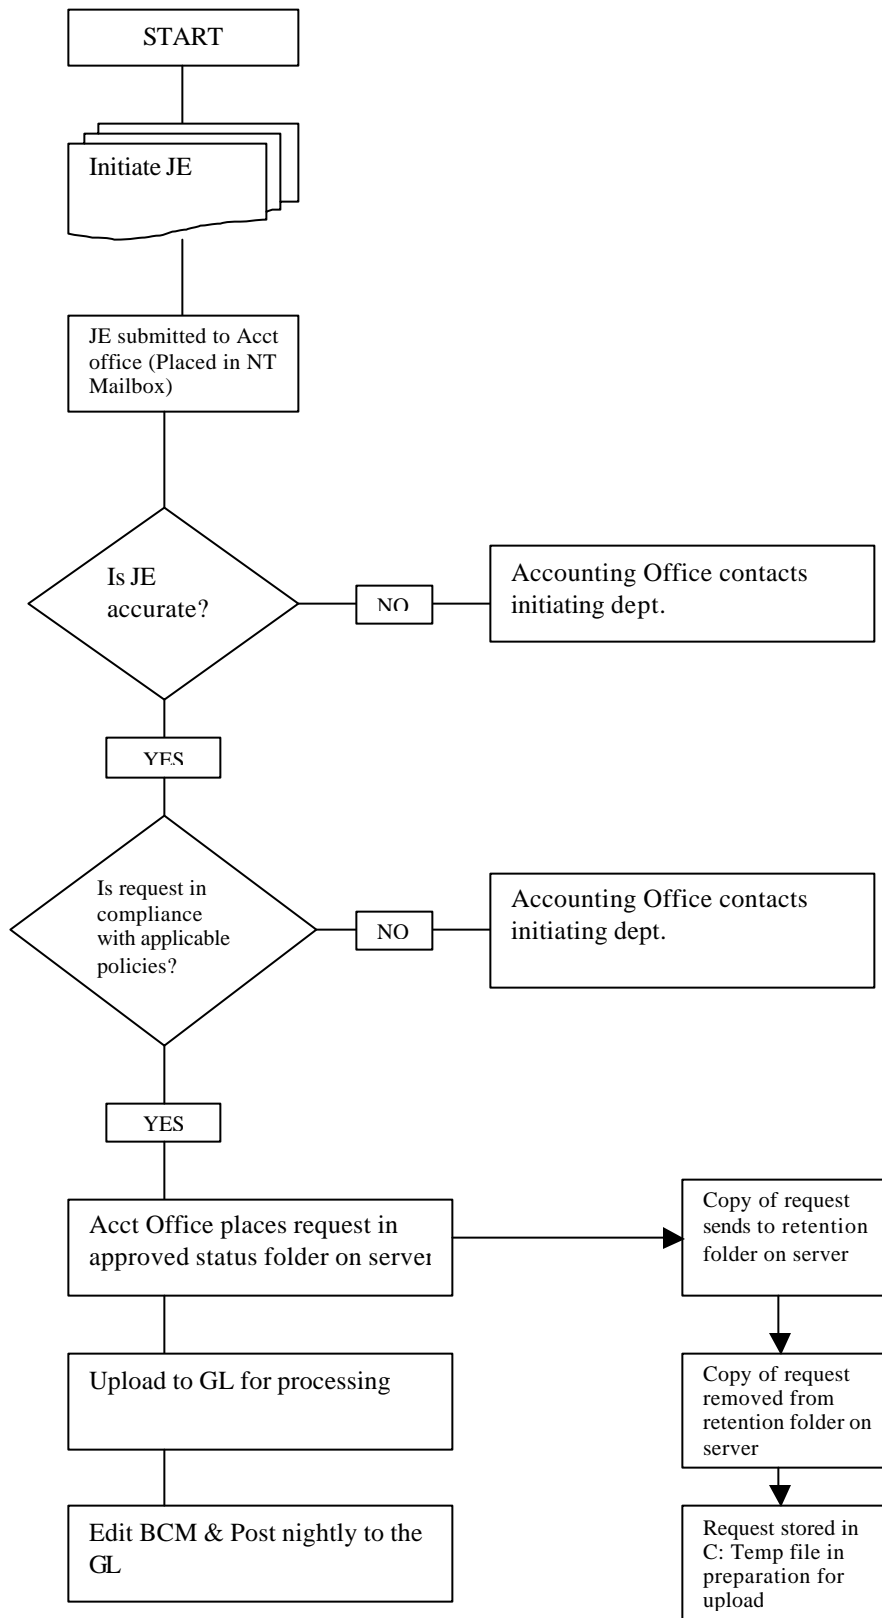 START
Initiate JE
JE submitted to Acct
office (Placed in NT
Mailbox)
Is JE
accurate?
NO
Accounting Office contacts
initiating dept.
YES
Is request in
compliance
with applicable
policies?
NO
Accounting Office contacts
initiating dept.
YES
Acct Office places request in
approved status folder on server
Copy of request
sends to retention
folder on server
Upload to GL for processing
Copy of request
removed from
retention folder on
server
Edit BCM & Post nightly to the
GL
Request stored in
C: Temp file in
preparation for
upload